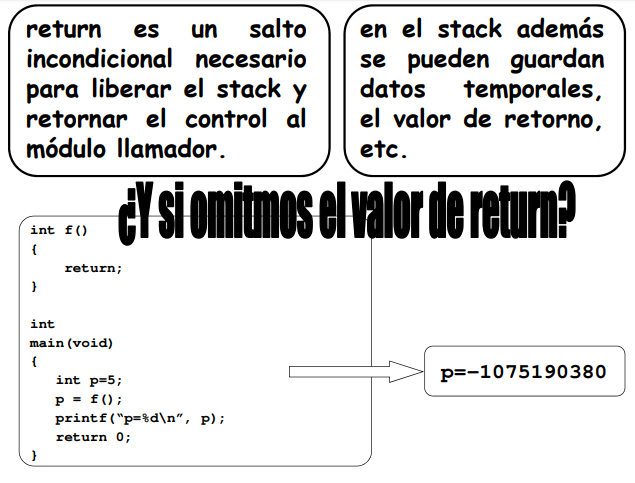 return es un salto
incondicional necesario
para liberar el stack y
retornar el control al
módulo llamador.
en el stack además
se pueden guardan
datos temporales,
el valor de retorno,
etc.
¿Y si omitmos el valor de return?
int f()
{
return;
}
int
main(void)
{
int p=5;
p = f();
printf(“p=%d\n”, p);
return 0;
}
p=-1075190380